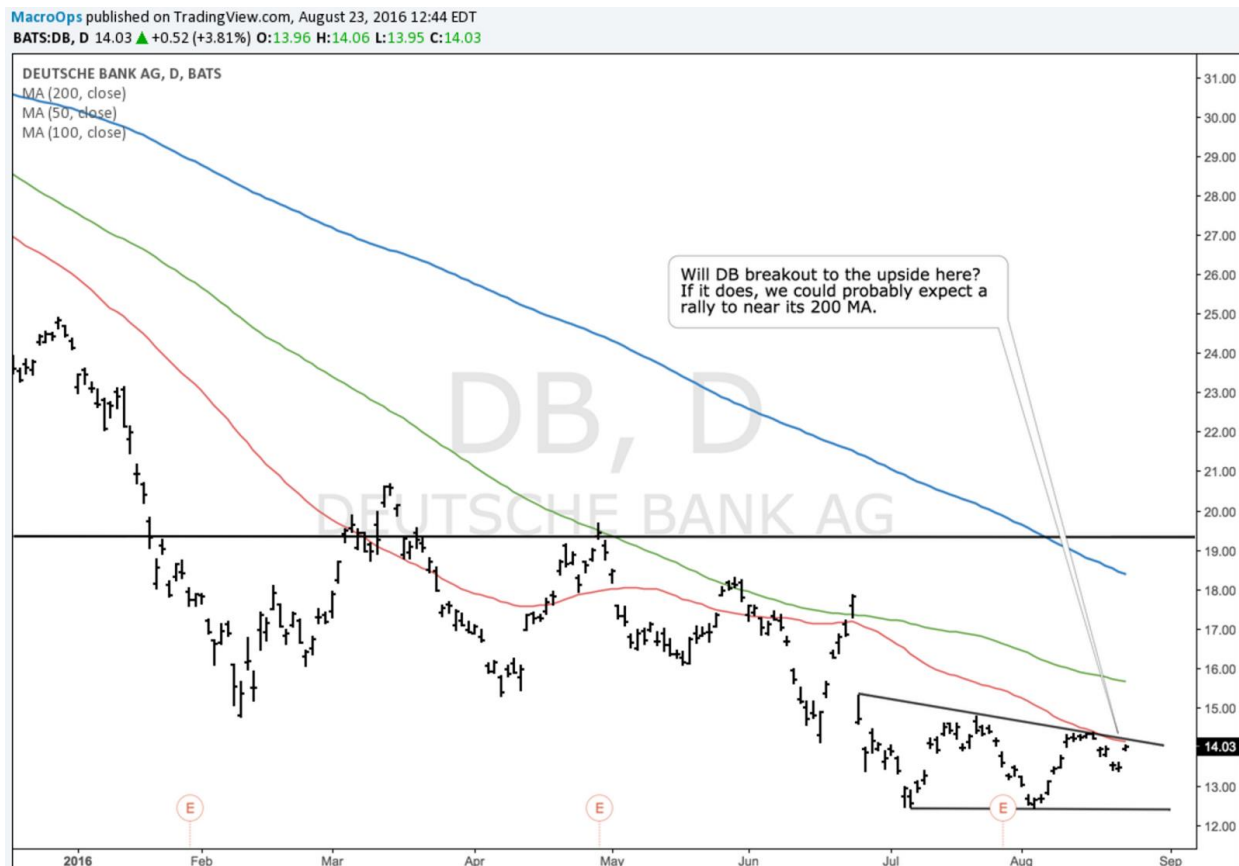 MacroOps published on TradingView.com, August 23, 2016 12:44 EDT
BATS:DB, D 14.03 ▲ +0.52 (+3.81%) O:13.96 H:14.06 L:13.95 C:14.03
DEUTSCHE BANK AG, D, BATS
MA (200, close)
MA (50, close)
MA (100, close)
DB, D
DEUTSCHE BANK AG
Will DB breakout to the upside here?
If it does, we could probably expect a
rally to near its 200 MA.
31.00
30.00
29.00
28.00
27.00
26.00
25.00
24.00
23.00
22.00
21.00
20.00
19.00
18.00
17.00
16.00
15.00
14.03
13.00
12.00
E E E
2016 Feb Mar Apr May Jun Jul Aug Sep